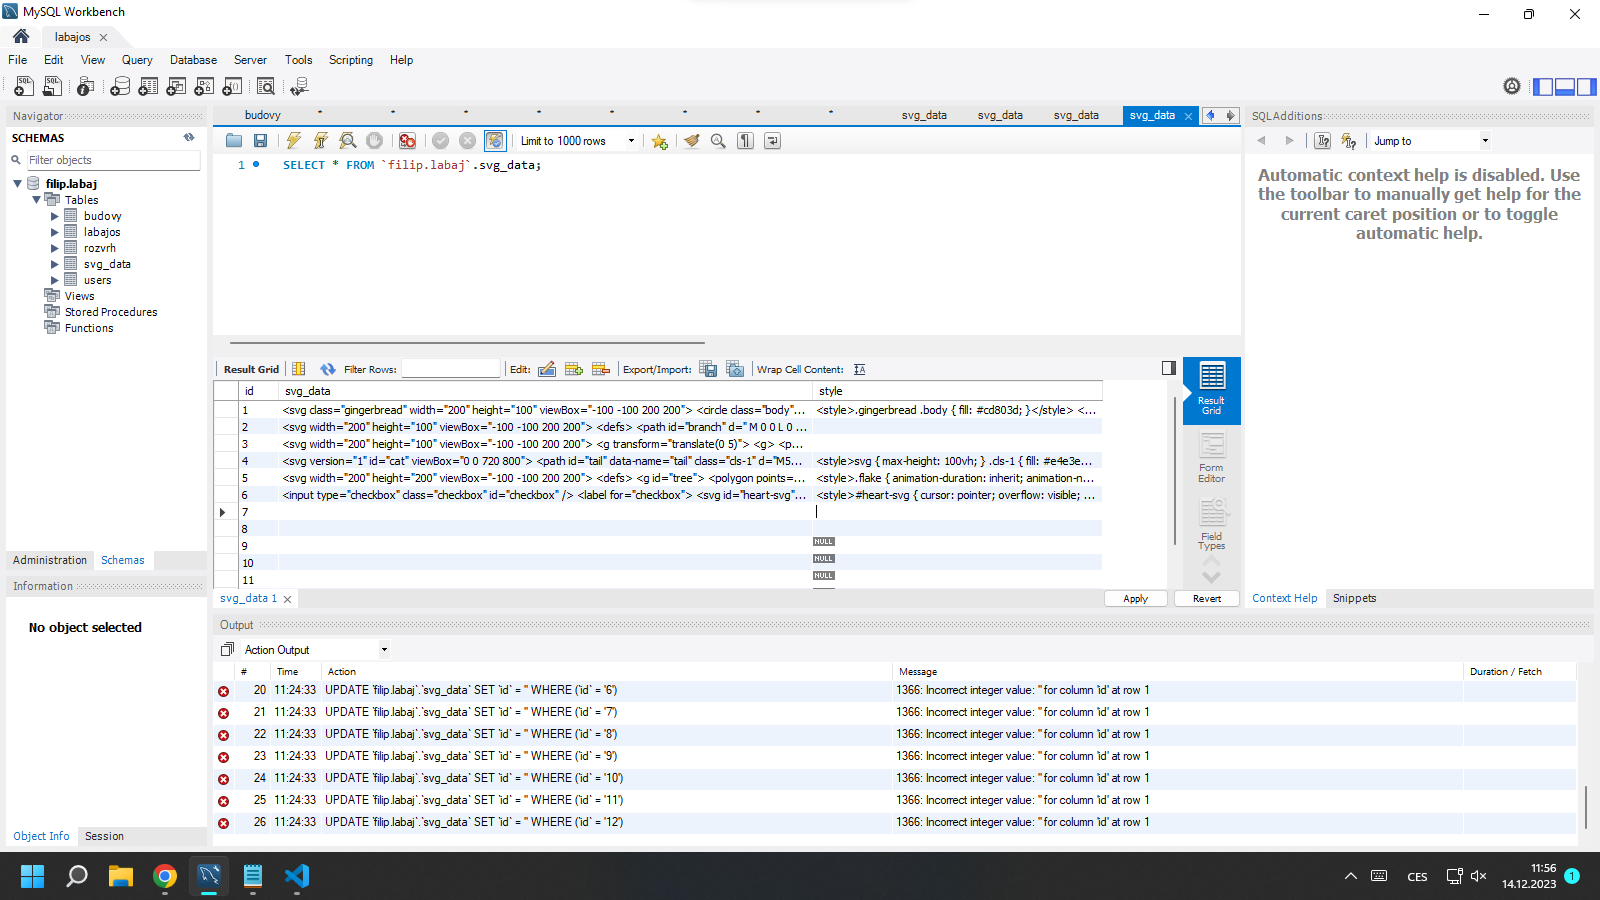 MySQL Workbench
labajos
File Edit View Query Database Server Tools Scripting Help
Navigator
SCHEMAS
Filter objects
filip.labaj
Tables
budovy
labajos
rozvrh
svg_data
users
Views
Stored Procedures
Functions
Administration Schemas
Information
No object selected
Object Info Session
budovy * * * * * * * * svg_data svg_data svg_data svg_data
Limit to 1000 rows
1 SELECT * FROM `filip.labaj`.svg_data;
Result Grid Filter Rows: Edit: Export/Import: Wrap Cell Content:
id svg_data style
1 <svg class="gingerbread" width="200" height="100" viewBox="-100 -100 200 200"> <circle class="body"... <style>.gingerbread .body { fill: #cd803d; }</style> <...
2 <svg width="200" height="100" viewBox="-100 -100 200 200"> <defs> <path id="branch" d=" M 0 0 L 0 ...
3 <svg width="200" height="100" viewBox="-100 -100 200 200"> <g transform="translate(0 5)"> <g> <p...
4 <svg version="1" id="cat" viewBox="0 0 720 800"> <path id="tail" data-name="tail" class="cls-1" d="M5... <style>svg { max-height: 100vh; } .cls-1 { fill: #e4e3e...
5 <svg width="200" height="200" viewBox="-100 -100 200 200"> <defs> <g id="tree"> <polygon points=... <style>.flake { animation-duration: inherit; animation-n...
6 <input type="checkbox" class="checkbox" id="checkbox" /> <label for="checkbox"> <svg id="heart-svg"... <style>#heart-svg { cursor: pointer; overflow: visible; ...
7
8
9 NULL
10 NULL
11 NULL
Result Grid
Form Editor
Field Types
svg_data 1 Apply Revert
SQLAdditions
Jump to
Automatic context help is disabled. Use
the toolbar to manually get help for the
current caret position or to toggle
automatic help.
Context Help Snippets
Output
Action Output
# Time Action Message Duration / Fetch
20 11:24:33 UPDATE `filip.labaj`.`svg_data` SET `id` = '' WHERE (`id` = '6') 1366: Incorrect integer value: '' for column 'id' at row 1
21 11:24:33 UPDATE `filip.labaj`.`svg_data` SET `id` = '' WHERE (`id` = '7') 1366: Incorrect integer value: '' for column 'id' at row 1
22 11:24:33 UPDATE `filip.labaj`.`svg_data` SET `id` = '' WHERE (`id` = '8') 1366: Incorrect integer value: '' for column 'id' at row 1
23 11:24:33 UPDATE `filip.labaj`.`svg_data` SET `id` = '' WHERE (`id` = '9') 1366: Incorrect integer value: '' for column 'id' at row 1
24 11:24:33 UPDATE `filip.labaj`.`svg_data` SET `id` = '' WHERE (`id` = '10') 1366: Incorrect integer value: '' for column 'id' at row 1
25 11:24:33 UPDATE `filip.labaj`.`svg_data` SET `id` = '' WHERE (`id` = '11') 1366: Incorrect integer value: '' for column 'id' at row 1
26 11:24:33 UPDATE `filip.labaj`.`svg_data` SET `id` = '' WHERE (`id` = '12') 1366: Incorrect integer value: '' for column 'id' at row 1
CES
11:56
14.12.2023
1